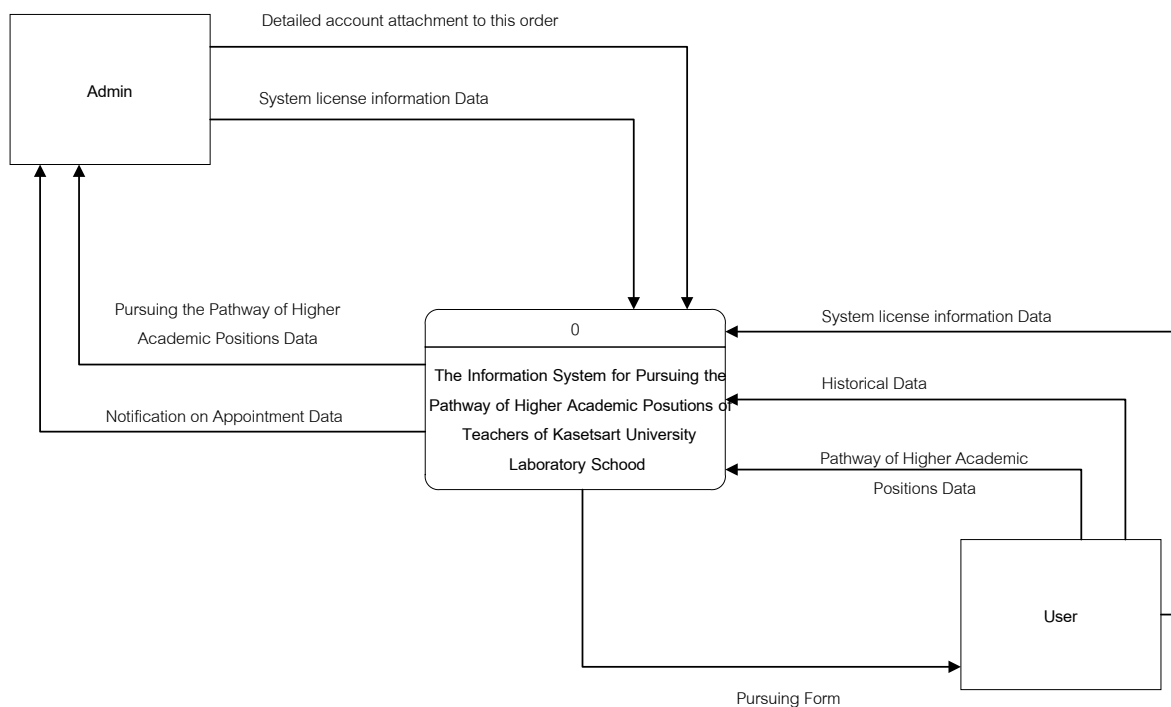 Detailed account attachment to this order
Admin
System license information Data
Pursuing the Pathway of Higher
Academic Positions Data
Notification on Appointment Data
0
The Information System for Pursuing the
Pathway of Higher Academic Posutions of
Teachers of Kasetsart University
Laboratory Schood
System license information Data
Historical Data
Pathway of Higher Academic
Positions Data
User
Pursuing Form